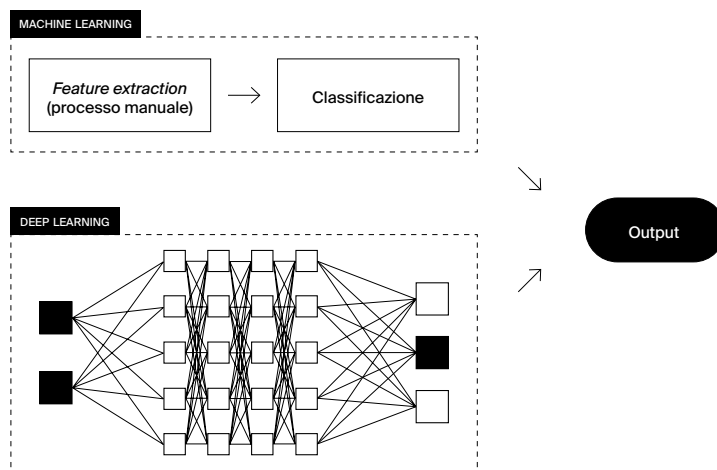 MACHINE LEARNING
Feature extraction
(processo manuale)
Classificazione
DEEP LEARNING
Output